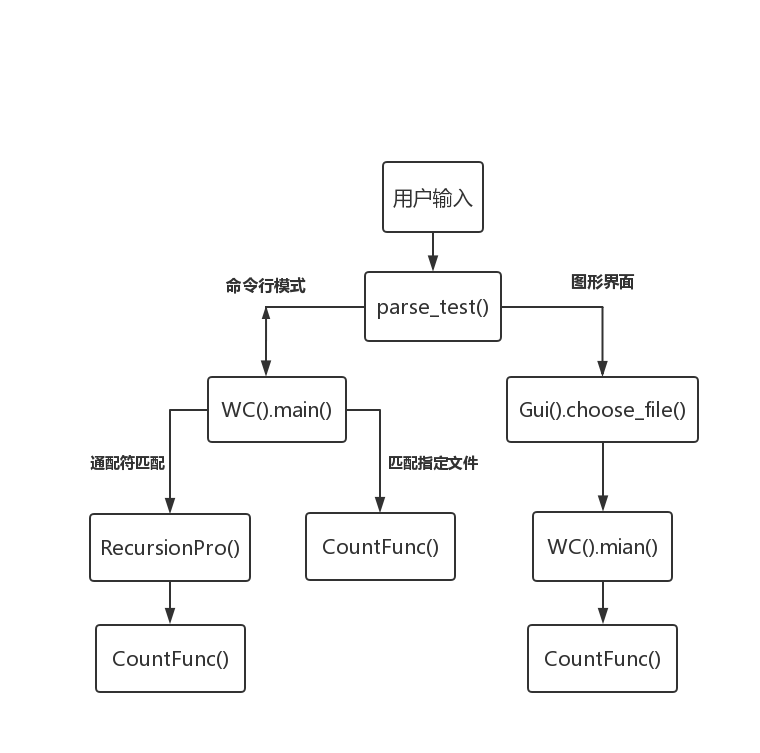 用户输入
命令行模式
图形界面
parse_test()
WC().main()
Gui().choose_file()
通配符匹配
匹配指定文件
RecursionPro()
CountFunc()
WC().mian()
CountFunc()
CountFunc()